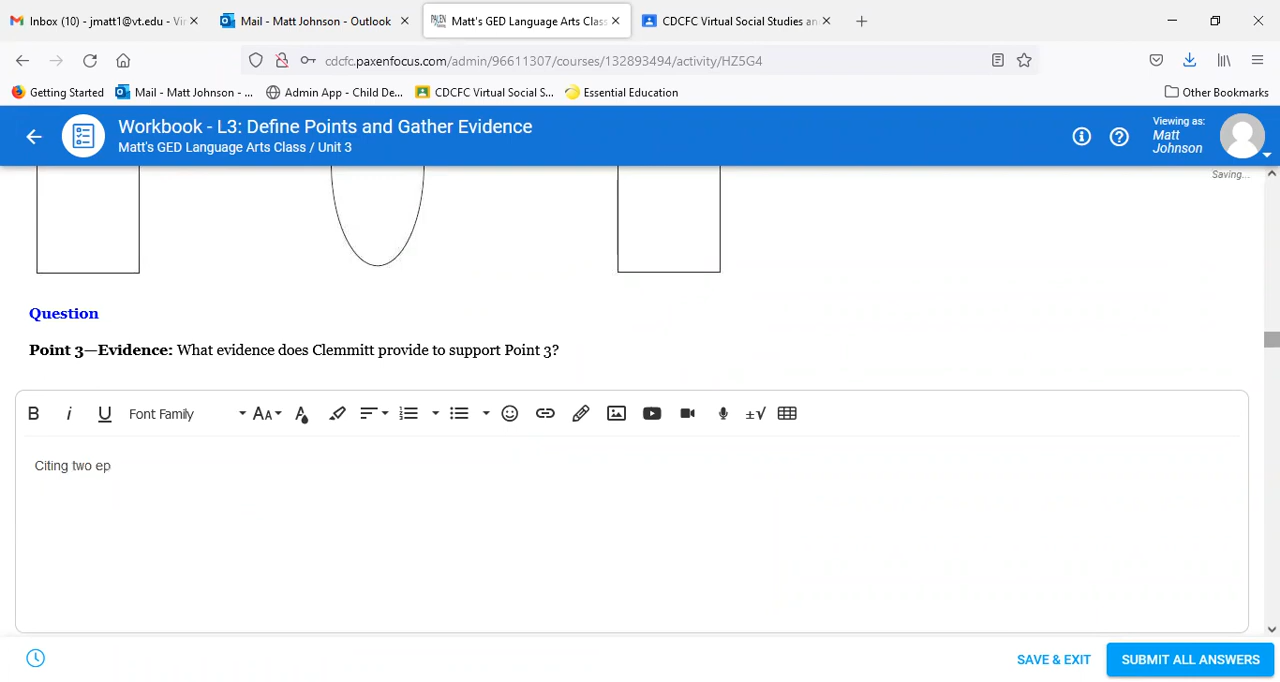 Inbox (10) - jmatt1@vt.edu - Vir
Mail - Matt Johnson - Outlook
PAXEN
Matt's GED Language Arts Class
CDCFC Virtual Social Studies an
cdcfc.paxenfocus.com/admin/96611307/courses/132893494/activity/HZ5G4
Getting Started
Mail - Matt Johnson - ...
Admin App - Child De...
CDCFC Virtual Social S...
Essential Education
Other Bookmarks
Workbook - L3: Define Points and Gather Evidence
Matt's GED Language Arts Class / Unit 3
Viewing as:
Matt
Johnson
Saving...
Question
Point 3—Evidence: What evidence does Clemmitt provide to support Point 3?
B i U Font Family AA A ±√
Citing two ep
SAVE & EXIT
SUBMIT ALL ANSWERS